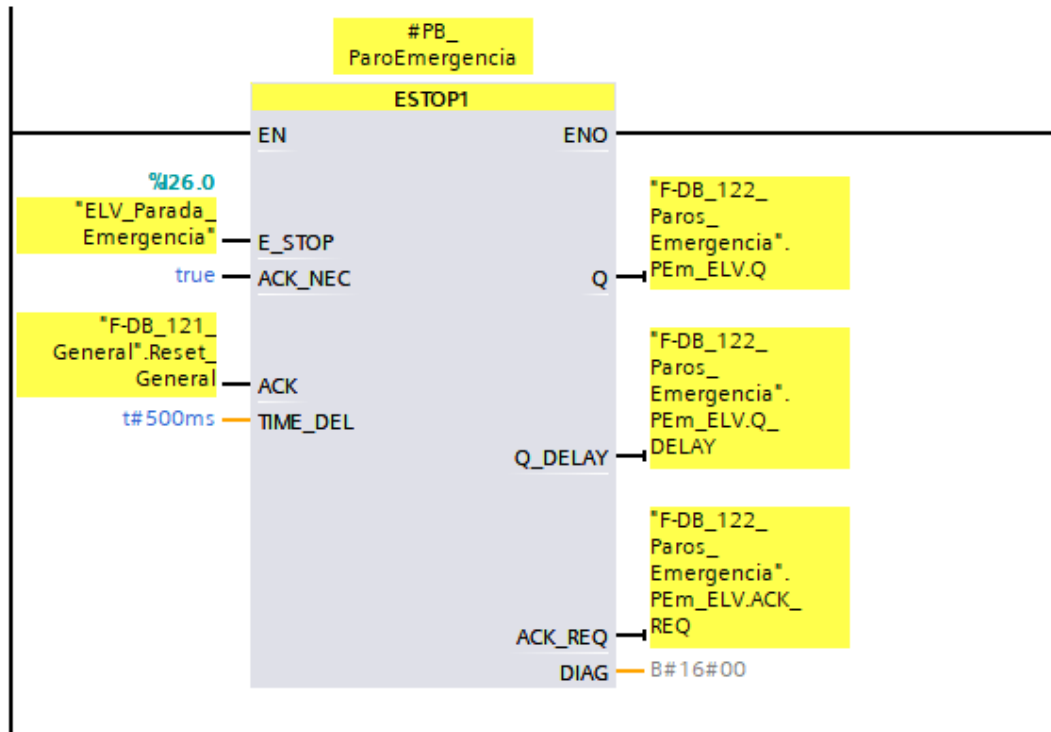 #PB_
ParoEmergencia
ESTOP1
EN
ENO
%I26.0
"ELV_Parada_
Emergencia"
E_STOP
true
ACK_NEC
"F-DB_121_
General".Reset_
General
ACK
t#500ms
TIME_DEL
Q
"F-DB_122_
Paros_
Emergencia".
PEm_ELV.Q
Q_DELAY
"F-DB_122_
Paros_
Emergencia".
PEm_ELV.Q_
DELAY
ACK_REQ
"F-DB_122_
Paros_
Emergencia".
PEm_ELV.ACK_
REQ
DIAG
B#16#00